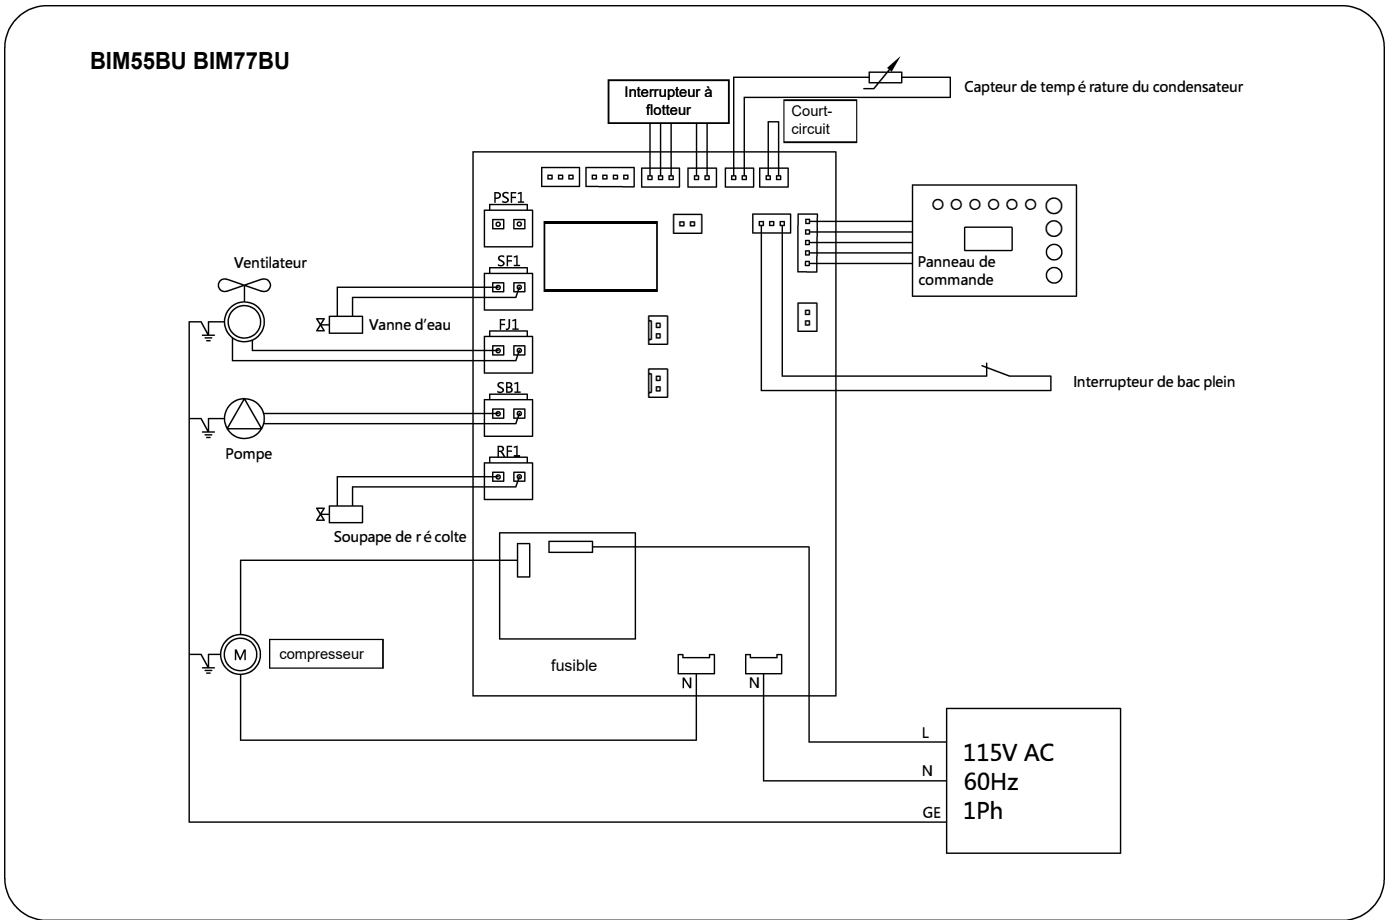 BIM55BU BIM77BU
Interrupteur à
flotteur
Capteur de temp é rature du condensateur
Court-
circuit
PSF1
SF1
Ventilateur
Vanne d'eau
FJ1
Panneau de
commande
Interrupteur de bac plein
SB1
Pompe
RF1
Soupape de r é colte
M
compresseur
fusible
N
N
L
N
GE
115V AC
60Hz
1Ph